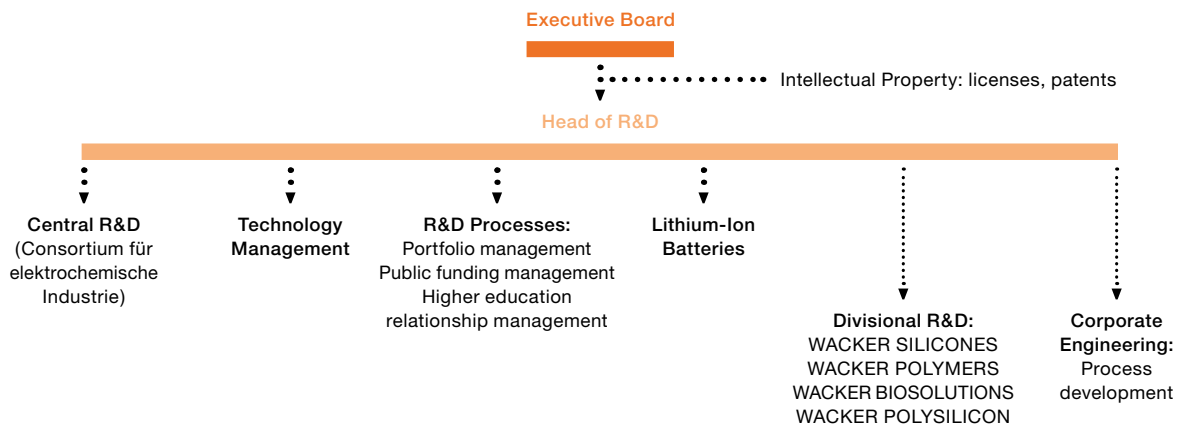 Executive Board
Intellectual Property: licenses, patents
Head of R&D
Central R&D
(Consortium für
elektrochemische
Industrie)
Technology
Management
R&D Processes:
Portfolio management
Public funding management
Higher education
relationship management
Lithium-Ion
Batteries
Divisional R&D:
WACKER SILICONES
WACKER POLYMERS
WACKER BIOSOLUTIONS
WACKER POLYSILICON
Corporate
Engineering:
Process
development